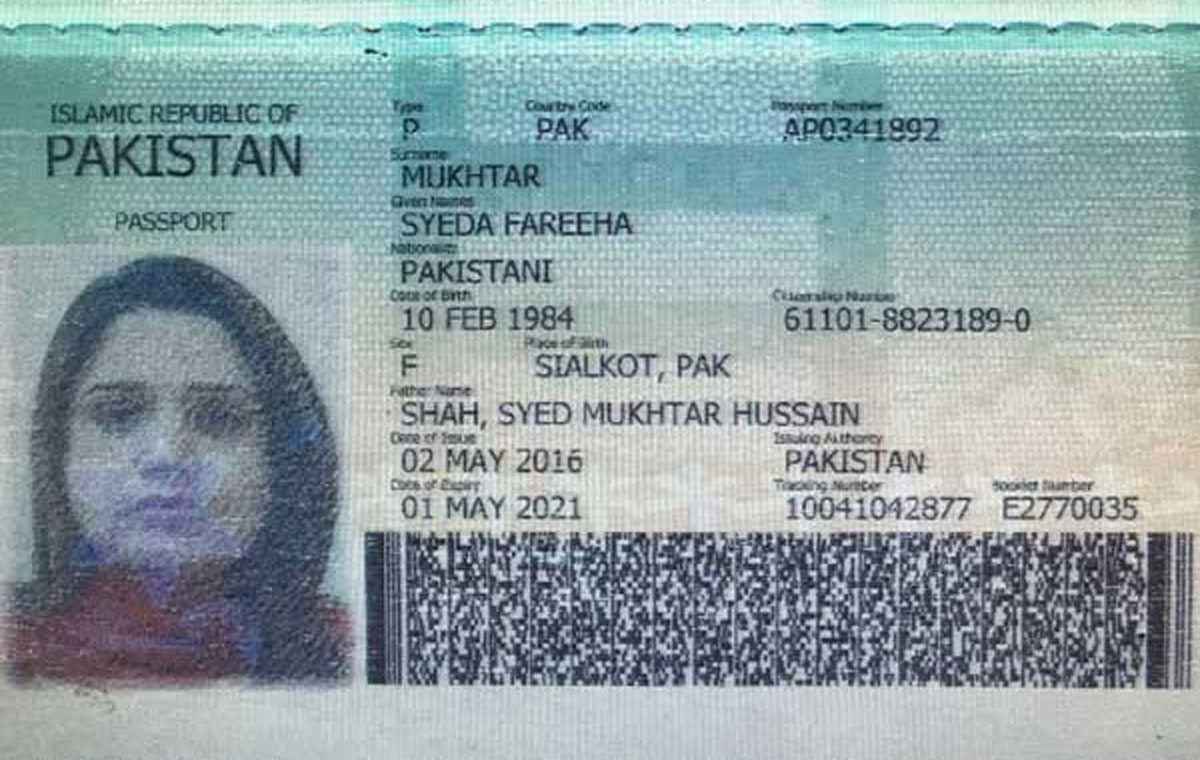 ISLAMIC REPUBLIC OF
PAKISTAN
PASSPORT
Type Country Code Passport Number
P PAK AP0341892
Surname
MUKHTAR
Given Names
SYEDA FAREEHA
Nationality
PAKISTANI
Date of Birth Citizenship Number
10 FEB 1984 61101-8823189-0
Sex Place of Birth
F SIALKOT, PAK
Father Name
SHAH, SYED MUKHTAR HUSSAIN
Date of Issue Issuing Authority
02 MAY 2016 PAKISTAN
Date of Expiry Tracking Number Booklet Number
01 MAY 2021 10041042877 E2770035